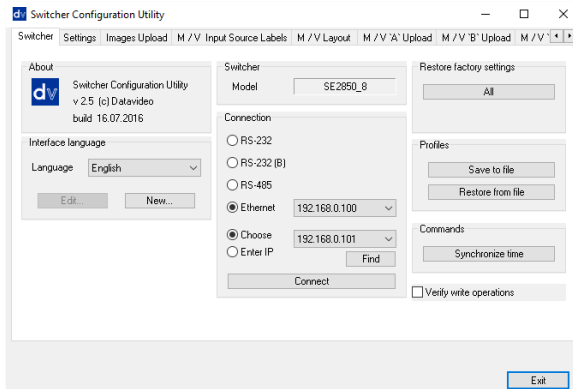 dv Switcher Configuration Utility
Switcher Settings Images Upload M / V Input Source Labels M / V Layout M / V 'A' Upload M / V 'B' Upload M / V '
About
dv
Switcher Configuration Utility
v 2.5 (c) Datavideo
build 16.07.2016
Interface language
Language English
Edit... New...
Switcher
Model SE2850_8
Connection
RS-232
RS-232 (B)
RS-485
Ethernet 192.168.0.100
Choose 192.168.0.101
Enter IP
Find
Connect
Restore factory settings
All
Profiles
Save to file
Restore from file
Commands
Synchronize time
Verify write operations
Exit